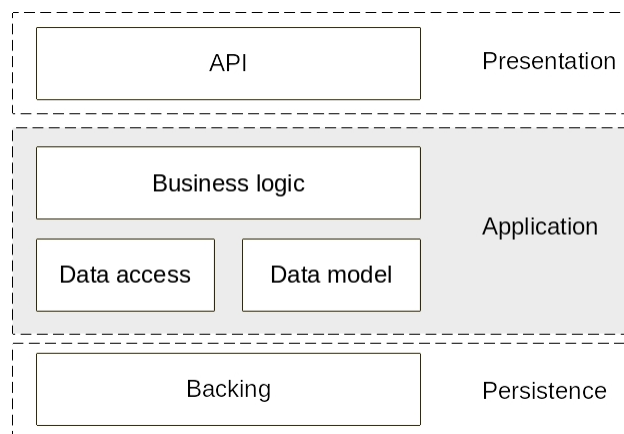 API
Presentation
Business logic
Application
Data access
Data model
Backing
Persistence